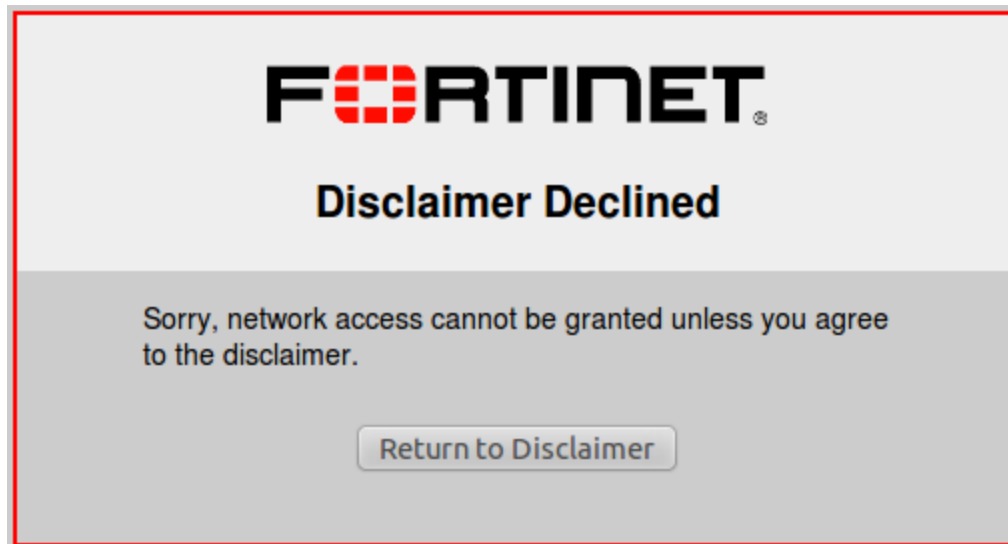 FORTINET®
Disclaimer Declined
Sorry, network access cannot be granted unless you agree
to the disclaimer.
Return to Disclaimer